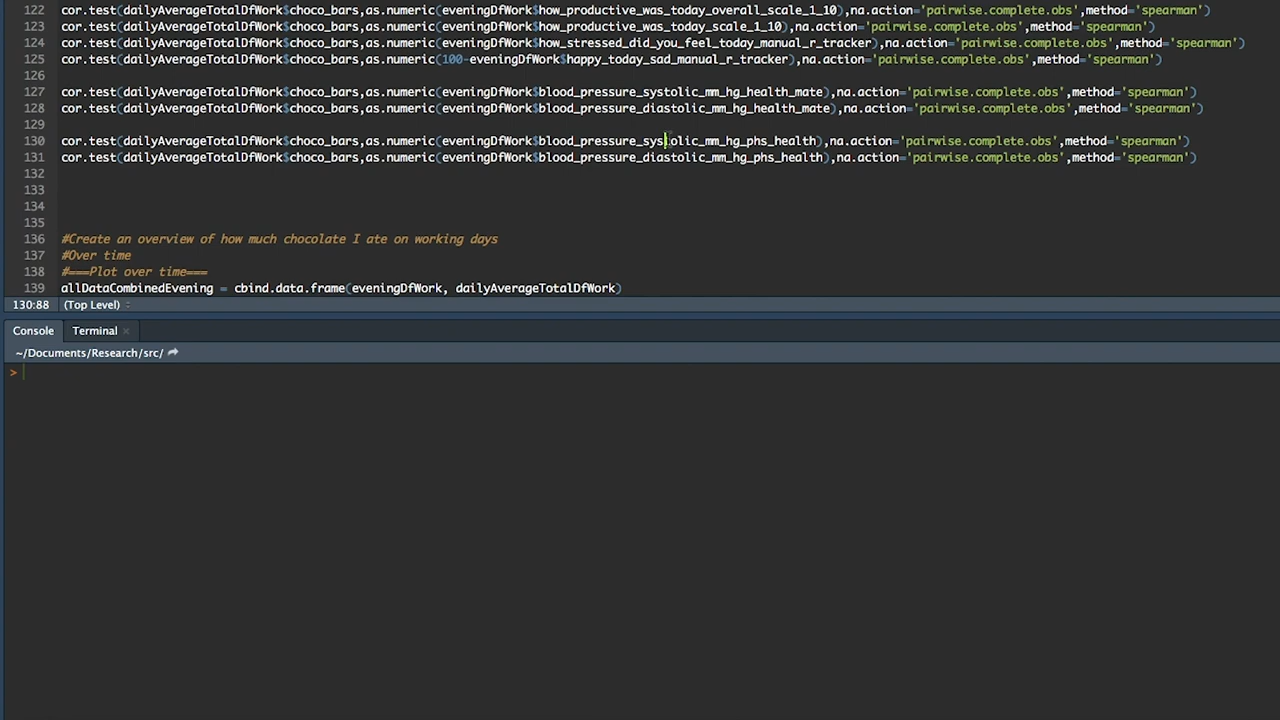 122 cor.test(dailyAverageTotalDfWork$choco_bars,as.numeric(eveningDfWork$how_productive_was_today_overall_scale_1_10),na.action='pairwise.complete.obs',method='spearman')
123 cor.test(dailyAverageTotalDfWork$choco_bars,as.numeric(eveningDfWork$how_productive_was_today_scale_1_10),na.action='pairwise.complete.obs',method='spearman')
124 cor.test(dailyAverageTotalDfWork$choco_bars,as.numeric(eveningDfWork$how_stressed_did_you_feel_today_manual_r_tracker),na.action='pairwise.complete.obs',method='spearman')
125 cor.test(dailyAverageTotalDfWork$choco_bars,as.numeric(100-eveningDfWork$happy_today_sad_manual_r_tracker),na.action='pairwise.complete.obs',method='spearman')
126
127 cor.test(dailyAverageTotalDfWork$choco_bars,as.numeric(eveningDfWork$blood_pressure_systolic_mm_hg_health_mate),na.action='pairwise.complete.obs',method='spearman')
128 cor.test(dailyAverageTotalDfWork$choco_bars,as.numeric(eveningDfWork$blood_pressure_diastolic_mm_hg_health_mate),na.action='pairwise.complete.obs',method='spearman')
129
130 cor.test(dailyAverageTotalDfWork$choco_bars,as.numeric(eveningDfWork$blood_pressure_systolic_mm_hg_phs_health),na.action='pairwise.complete.obs',method='spearman')
131 cor.test(dailyAverageTotalDfWork$choco_bars,as.numeric(eveningDfWork$blood_pressure_diastolic_mm_hg_phs_health),na.action='pairwise.complete.obs',method='spearman')
132
133
134
135
136 #Create an overview of how much chocolate I ate on working days
137 #Over time
138 #===Plot over time===
139 allDataCombinedEvening = cbind.data.frame(eveningDfWork, dailyAverageTotalDfWork)
130:88 (Top Level)
Console Terminal
~/Documents/Research/src/
>